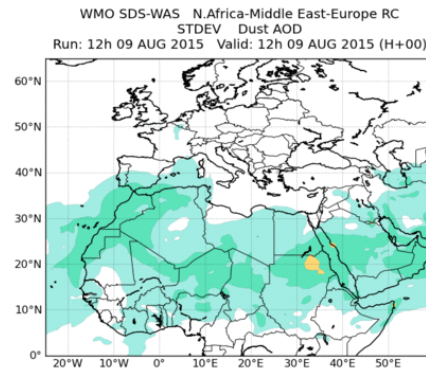 WMO SDS-WAS N.Africa-Middle East-Europe RC
STDEV Dust AOD
Run: 12h 09 AUG 2015 Valid: 12h 09 AUG 2015 (H+00)
60°N
50°N
40°N
30°N
20°N
10°N
0°
20°W 10°W 0° 10°E 20°E 30°E 40°E 50°E